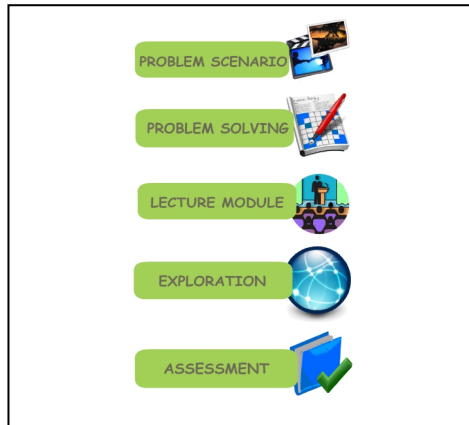 PROBLEM SCENARIO
PROBLEM SOLVING
LECTURE MODULE
EXPLORATION
ASSESSMENT